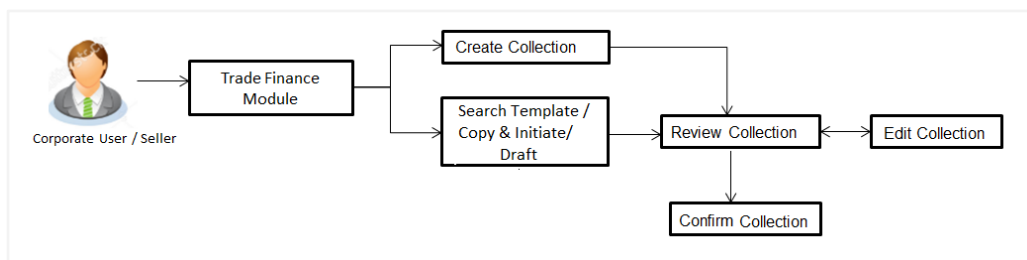 Corporate User / Seller
Trade Finance
Module
Create Collection
Search Template /
Copy & Initiate/
Draft
Review Collection
Edit Collection
Confirm Collection